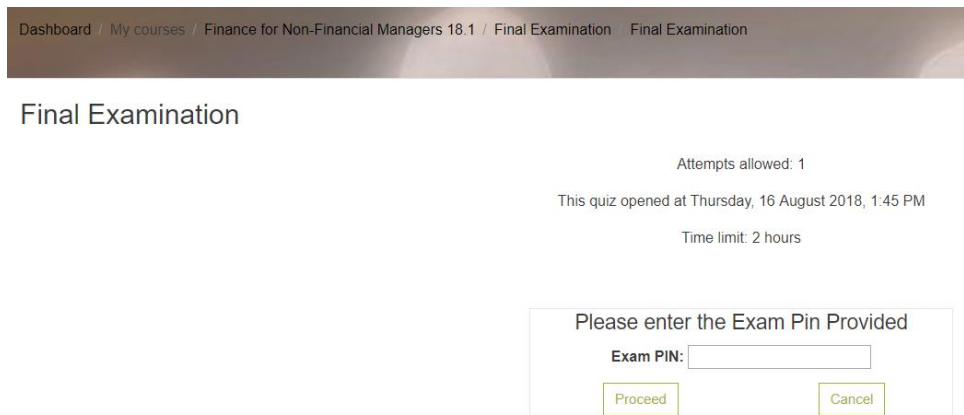 Dashboard / My courses / Finance for Non-Financial Managers 18.1 / Final Examination / Final Examination
Final Examination
Attempts allowed: 1
This quiz opened at Thursday, 16 August 2018, 1:45 PM
Time limit: 2 hours
Please enter the Exam Pin Provided
Exam PIN:
Proceed Cancel